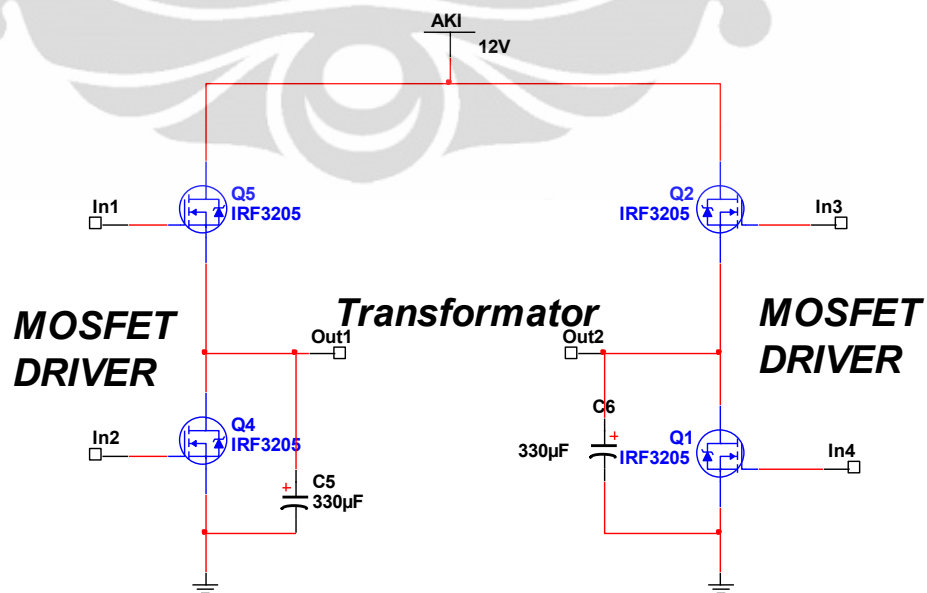 AKI
12V
Q5
IRF3205
In1
Q2
IRF3205
In3
MOSFET
DRIVER
Transformator
Out1
Out2
MOSFET
DRIVER
In2
Q4
IRF3205
C5
330µF
C6
330µF
Q1
IRF3205
In4